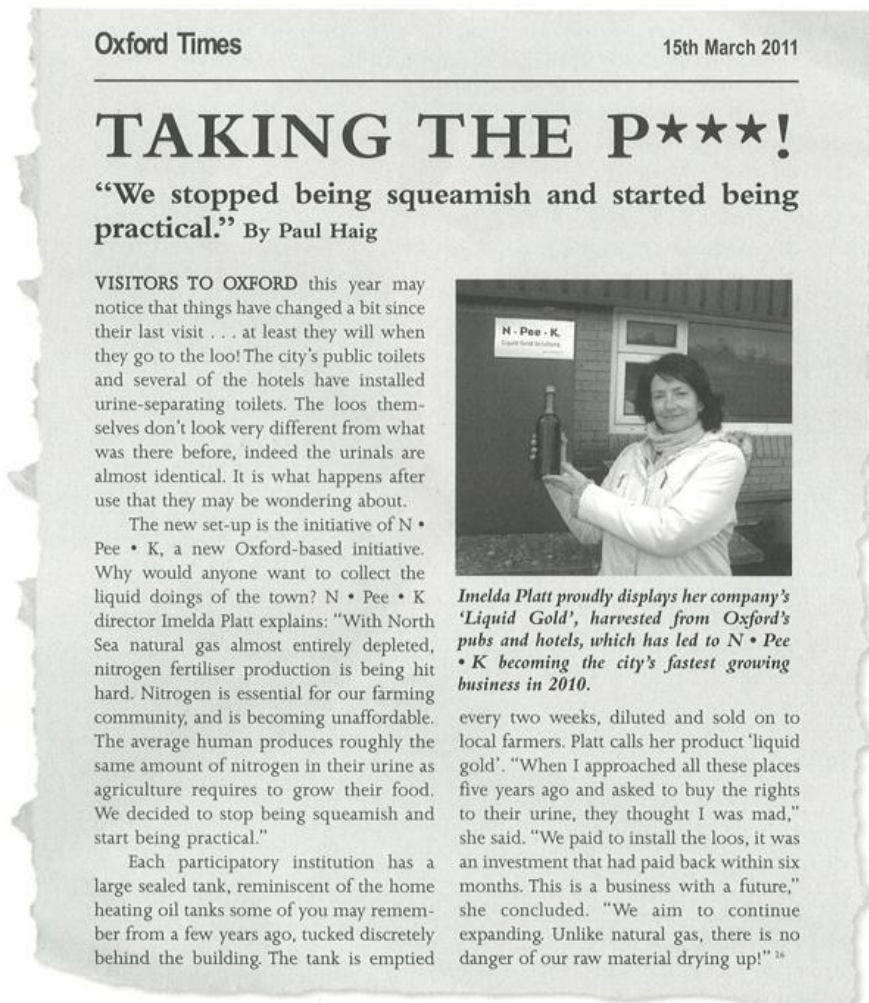 Oxford Times
15th March 2011
TAKING THE P★★★!
“We stopped being squeamish and started being
practical.” By Paul Haig
VISITORS TO OXFORD this year may
notice that things have changed a bit since
their last visit . . . at least they will when
they go to the loo! The city’s public toilets
and several of the hotels have installed
urine-separating toilets. The loos them-
selves don’t look very different from what
was there before, indeed the urinals are
almost identical. It is what happens after
use that they may be wondering about.
The new set-up is the initiative of N •
Pee • K, a new Oxford-based initiative.
Why would anyone want to collect the
liquid doings of the town? N • Pee • K
director Imelda Platt explains: “With North
Sea natural gas almost entirely depleted,
nitrogen fertiliser production is being hit
hard. Nitrogen is essential for our farming
community, and is becoming unaffordable.
The average human produces roughly the
same amount of nitrogen in their urine as
agriculture requires to grow their food.
We decided to stop being squeamish and
start being practical.”
Each participatory institution has a
large sealed tank, reminiscent of the home
heating oil tanks some of you may remem-
ber from a few years ago, tucked discretely
behind the building. The tank is emptied
N - Pee - K.
Liquid Gold Solutions.
Imelda Platt proudly displays her company’s
‘Liquid Gold’, harvested from Oxford’s
pubs and hotels, which has led to N • Pee
• K becoming the city’s fastest growing
business in 2010.
every two weeks, diluted and sold on to
local farmers. Platt calls her product ‘liquid
gold’. “When I approached all these places
five years ago and asked to buy the rights
to their urine, they thought I was mad,”
she said. “We paid to install the loos, it was
an investment that had paid back within six
months. This is a business with a future,”
she concluded. “We aim to continue
expanding. Unlike natural gas, there is no
danger of our raw material drying up!” 26